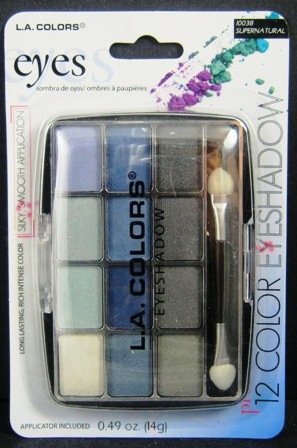 L.A. COLORS®
10038
SUPERNATURAL
eyes
sombra de ojos/ ombres à paupières
SILKY SMOOTH APPLICATION
LONG LASTING, RICH INTENSE COLOR
L.A. COLORS®
EYESHADOW
12 COLOR EYESHADOW
APPLICATOR INCLUDED 0.49 oz. (14g)